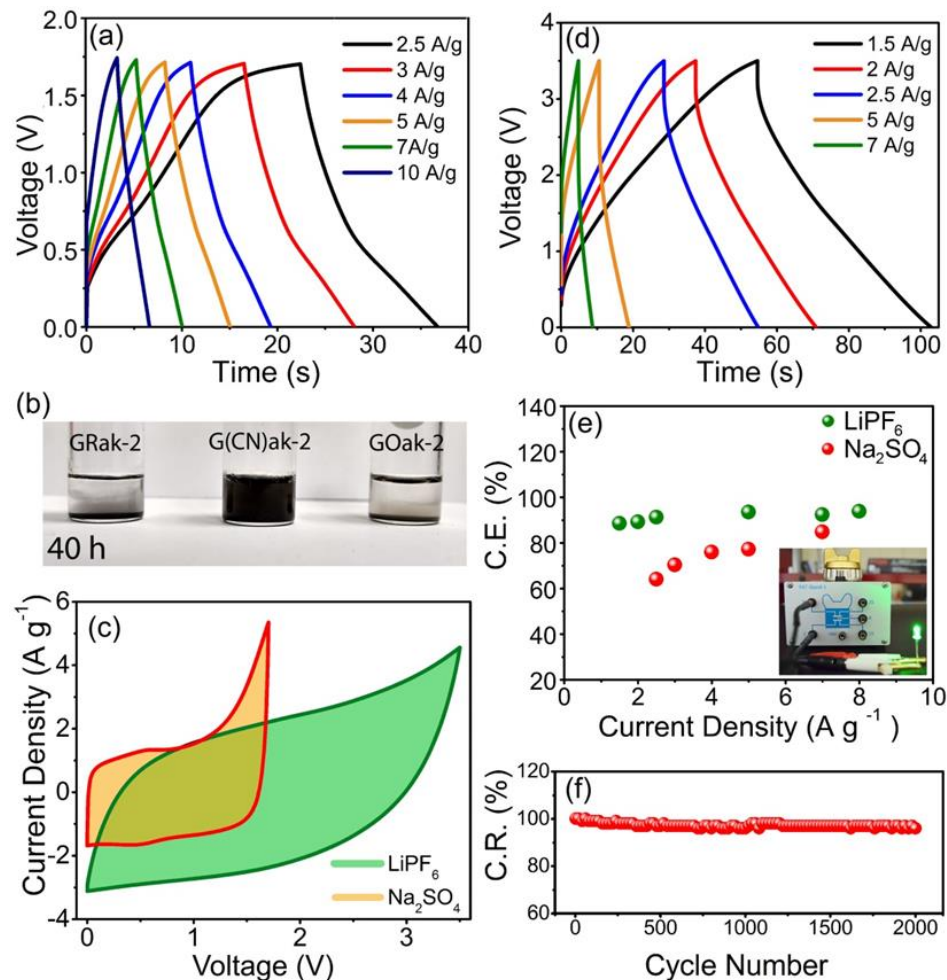 (a)
2.5 A/g
3 A/g
4 A/g
5 A/g
7A/g
10 A/g
2.0
1.5
1.0
0.5
0.0
Voltage (V)
0 10 20 30 40
Time (s)
(d)
1.5 A/g
2 A/g
2.5 A/g
5 A/g
7 A/g
4
3
2
1
0
Voltage (V)
0 20 40 60 80 100
Time (s)
(b)
GRak-2 G(CN)ak-2 GOak-2
40 h
(c)
6
4
2
0
-2
-4
Current Density (A g⁻¹)
LiPF₆
Na₂SO₄
0 1 2 3
Voltage (V)
(e)
LiPF₆
Na₂SO₄
140
120
100
80
60
40
20
C.E. (%)
0 2 4 6 8 10
Current Density (A g⁻¹)
(f)
120
100
80
60
C.R. (%)
0 500 1000 1500 2000
Cycle Number